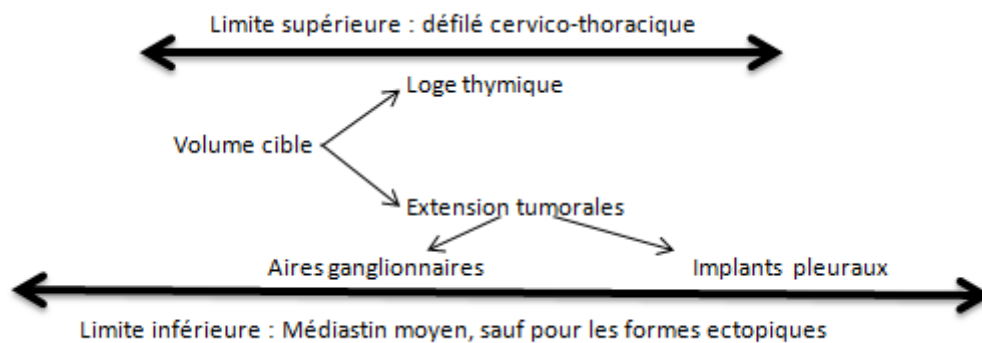 Limite supérieure : défilé cervico-thoracique
Loge thymique
Volume cible
Extension tumorales
Aires ganglionnaires
Implants pleuraux
Limite inférieure : Médiastin moyen, sauf pour les formes ectopiques